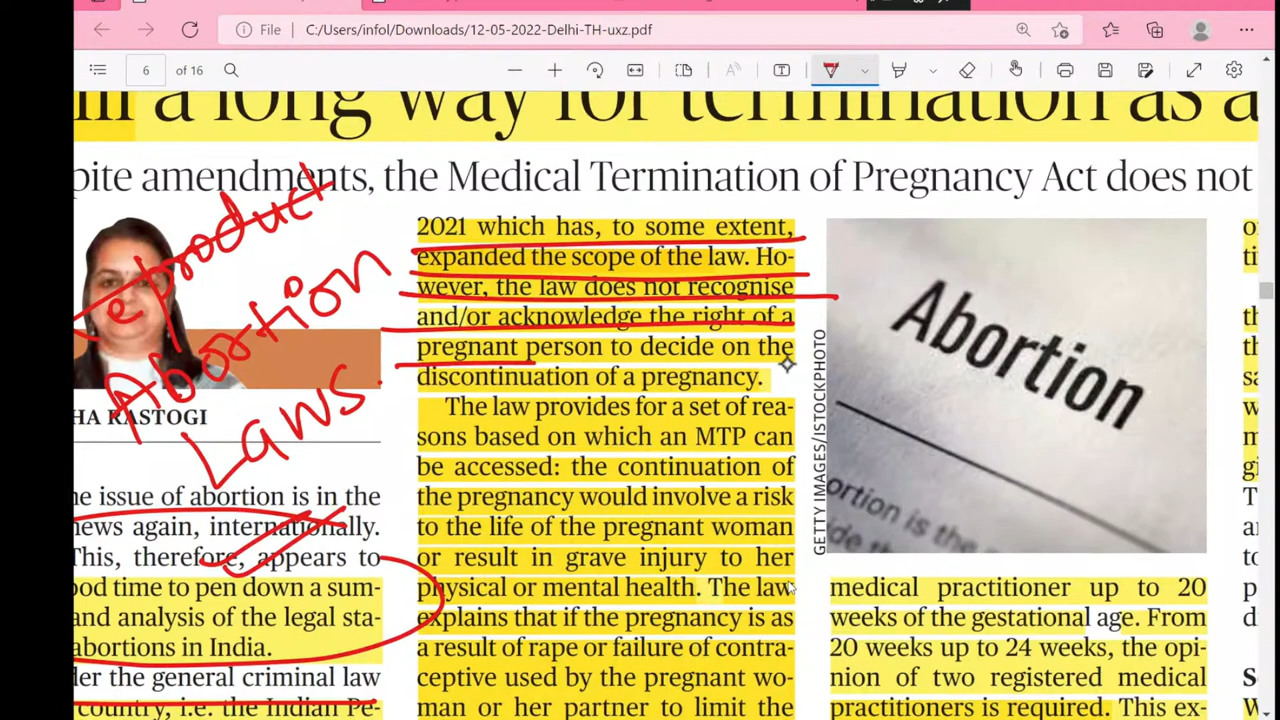 File
C:/Users/infol/Downloads/12-05-2022-Delhi-TH-uxz.pdf
6 of 16
a long way for termination as a
pite amendments, the Medical Termination of Pregnancy Act does not
Reproduct
Abortion
Laws.
HA RASTOGI
he issue of abortion is in the
news again, internationally.
This, therefore, appears to
ood time to pen down a sum-
and analysis of the legal sta-
abortions in India.
der the general criminal law
country, i.e. the Indian Pe-
2021 which has, to some extent,
expanded the scope of the law. Ho-
wever, the law does not recognise
and/or acknowledge the right of a
pregnant person to decide on the
discontinuation of a pregnancy.
The law provides for a set of rea-
sons based on which an MTP can
be accessed: the continuation of
the pregnancy would involve a risk
to the life of the pregnant woman
or result in grave injury to her
physical or mental health. The law
explains that if the pregnancy is as
a result of rape or failure of contra-
ceptive used by the pregnant wo-
man or her partner to limit the
GETTY IMAGES/ISTOCKPHOTO
Abortion
ortion is the
medical practitioner up to 20
weeks of the gestational age. From
20 weeks up to 24 weeks, the opi-
nion of two registered medical
practitioners is required. This ex-